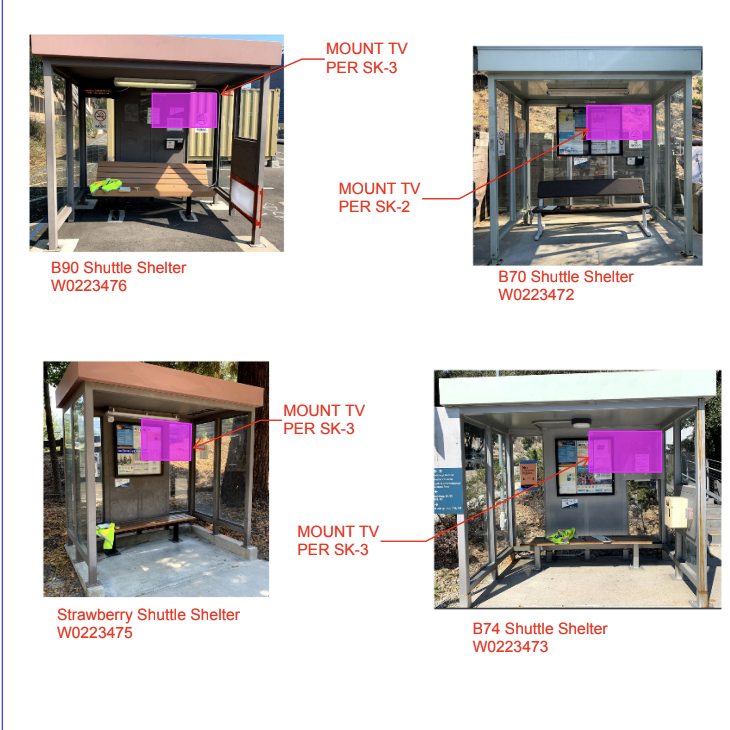 MOUNT TV
PER SK-3
B90 Shuttle Shelter
W0223476
MOUNT TV
PER SK-2
B70 Shuttle Shelter
W0223472
MOUNT TV
PER SK-3
Strawberry Shuttle Shelter
W0223475
MOUNT TV
PER SK-3
B74 Shuttle Shelter
W0223473